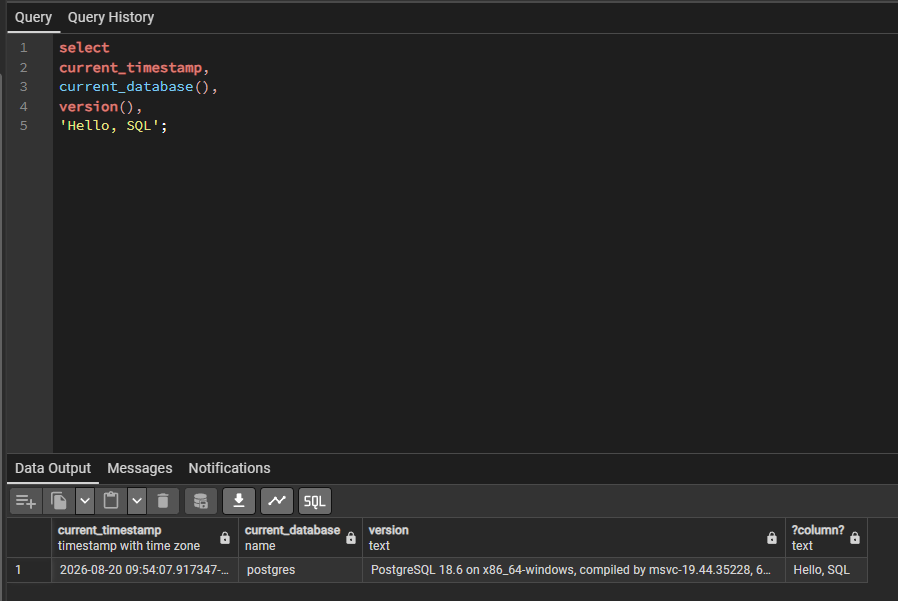 Query Query History
1 select
2 current_timestamp,
3 current_database(),
4 version(),
5 'Hello, SQL';
Data Output Messages Notifications
SQL
current_timestamp current_database version ?column?
timestamp with time zone name text text
1 2026-08-20 09:54:07.917347-… postgres PostgreSQL 18.6 on x86_64-windows, compiled by msvc-19.44.35228, 6… Hello, SQL